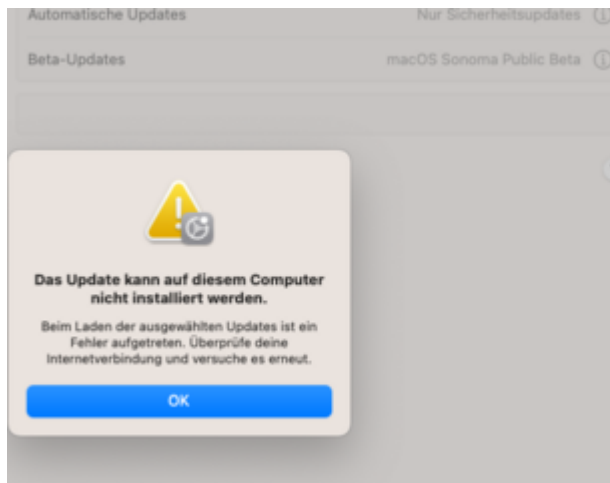 Automatische Updates Nur Sicherheitsupdates
Beta-Updates macOS Sonoma Public Beta
Das Update kann auf diesem Computer
nicht installiert werden.
Beim Laden der ausgewählten Updates ist ein
Fehler aufgetreten. Überprüfe deine
Internetverbindung und versuche es erneut.
OK